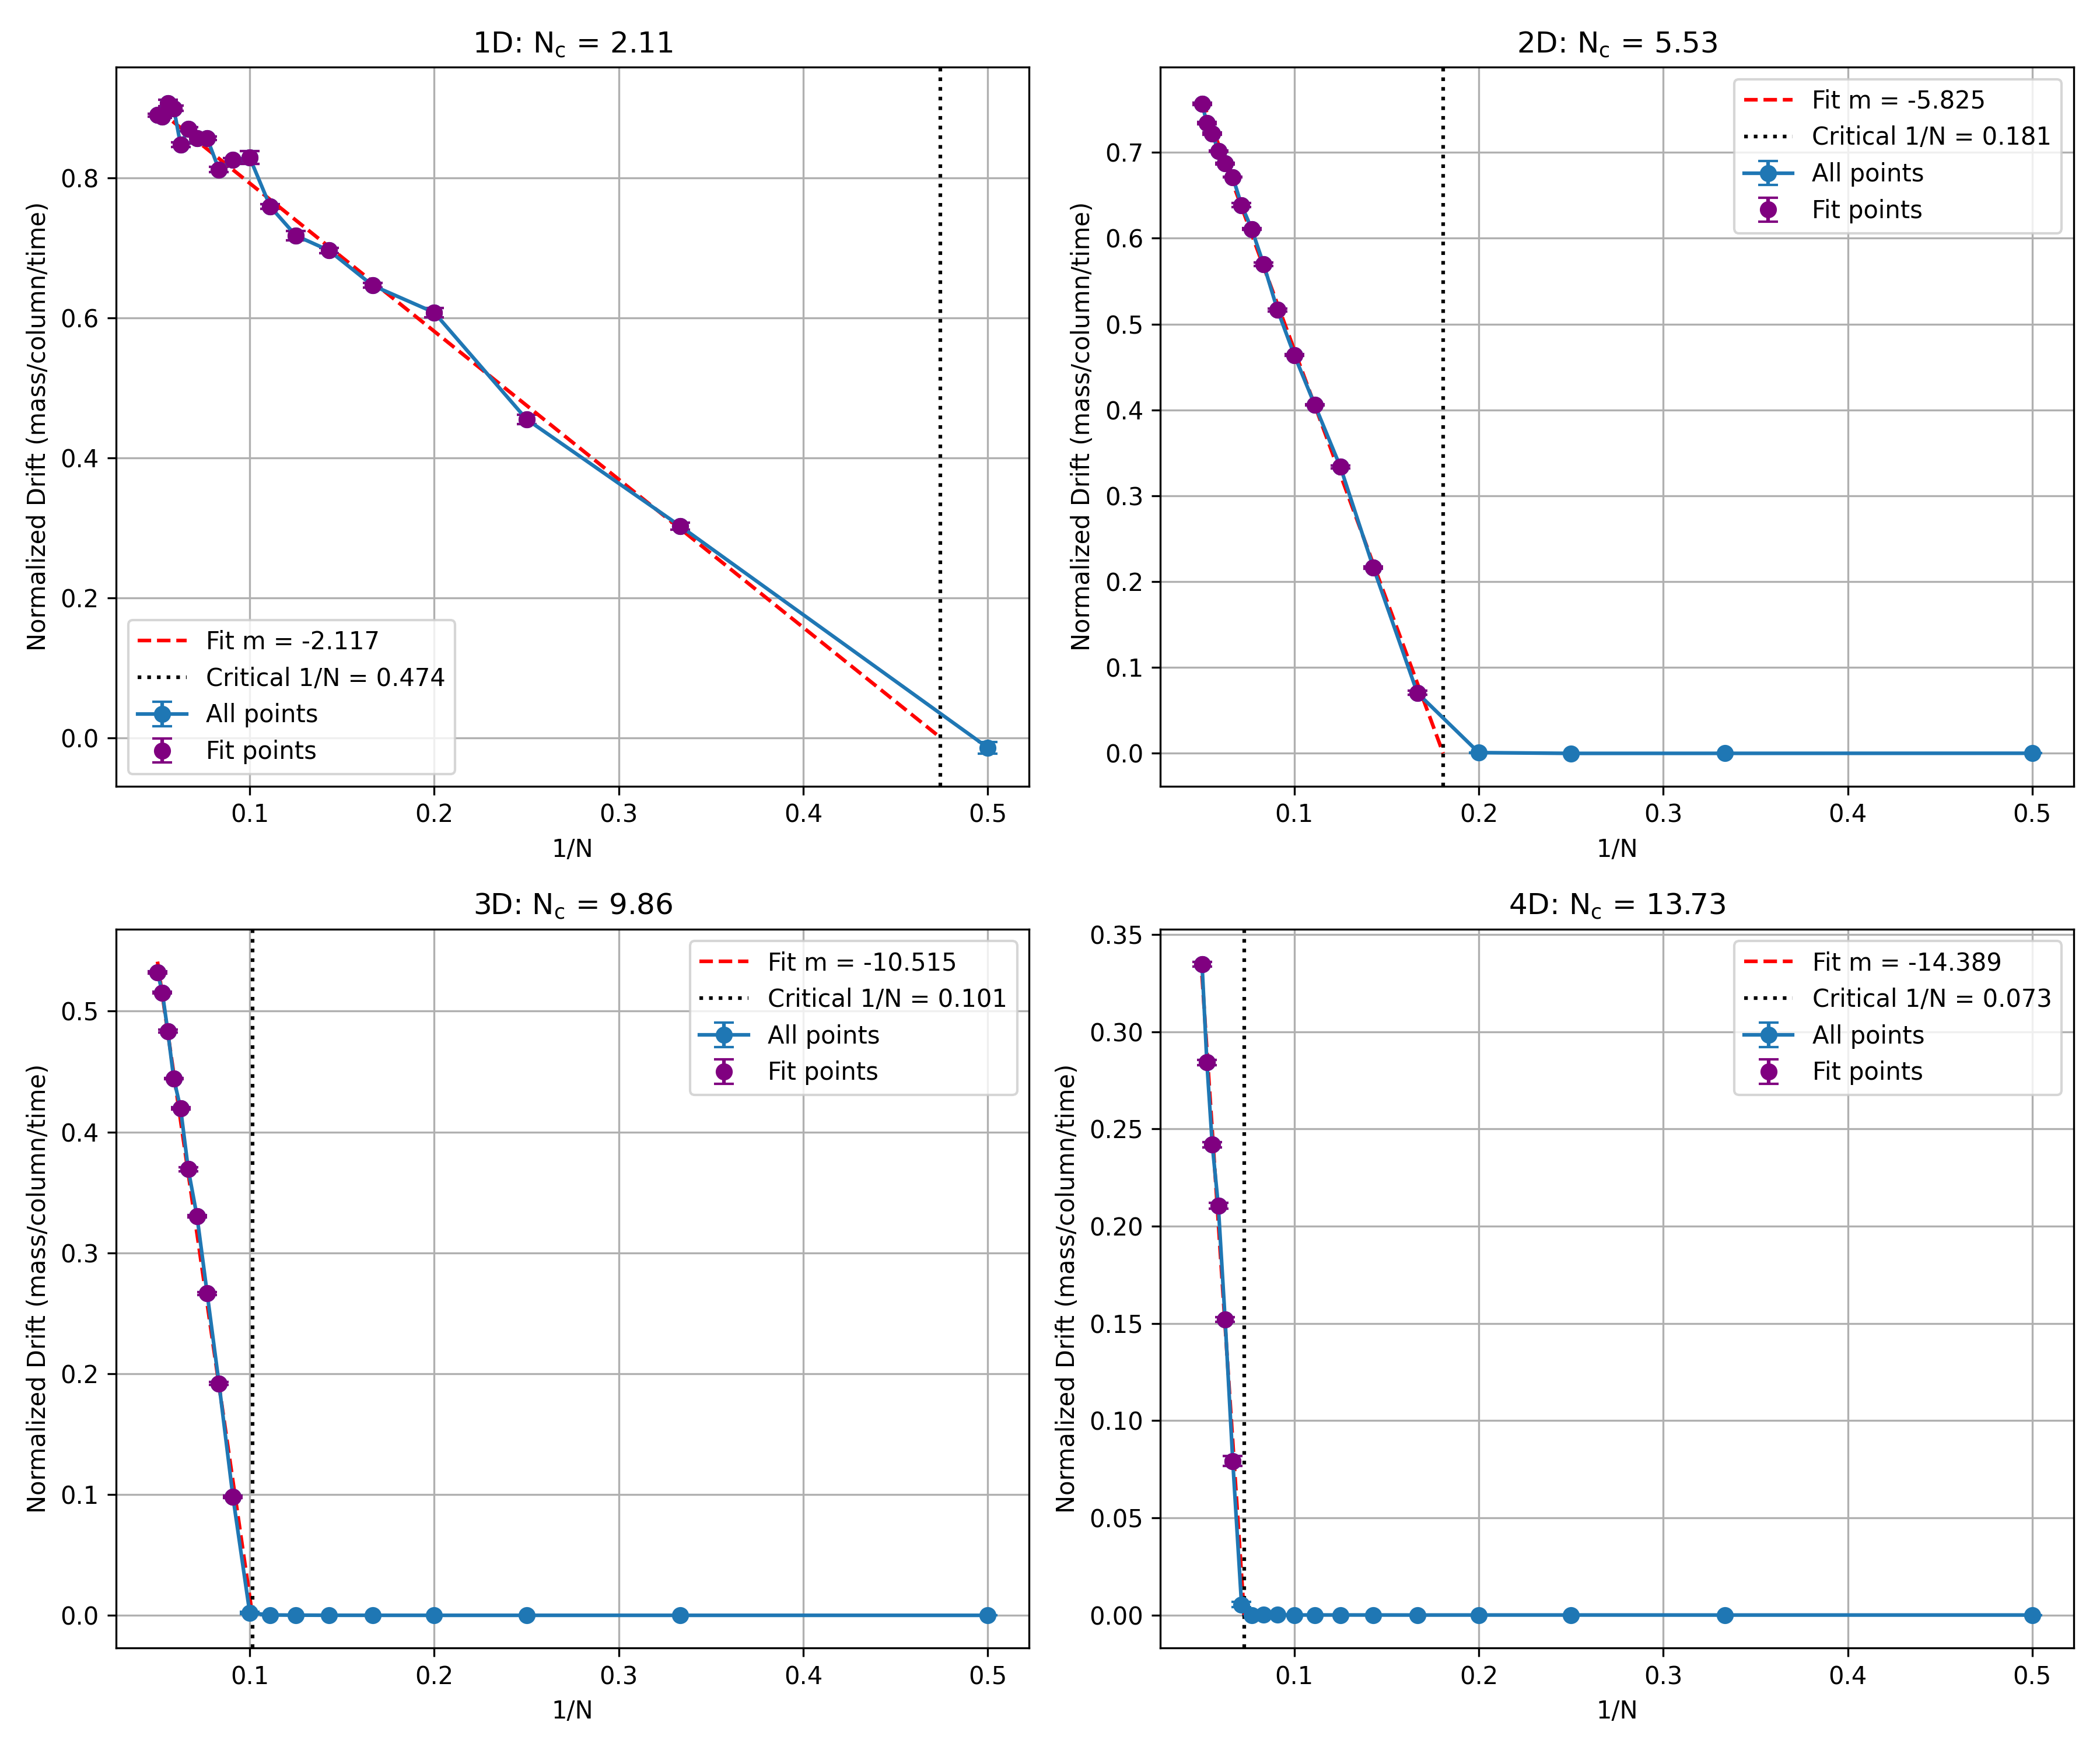 1D: Nc = 2.11
Normalized Drift (mass/column/time)
0.8
0.6
0.4
0.2
0.0
Fit m = -2.117
Critical 1/N = 0.474
All points
Fit points
0.1 0.2 0.3 0.4 0.5
1/N
2D: Nc = 5.53
Normalized Drift (mass/column/time)
0.7
0.6
0.5
0.4
0.3
0.2
0.1
0.0
Fit m = -5.825
Critical 1/N = 0.181
All points
Fit points
0.1 0.2 0.3 0.4 0.5
1/N
3D: Nc = 9.86
Normalized Drift (mass/column/time)
0.5
0.4
0.3
0.2
0.1
0.0
Fit m = -10.515
Critical 1/N = 0.101
All points
Fit points
0.1 0.2 0.3 0.4 0.5
1/N
4D: Nc = 13.73
Normalized Drift (mass/column/time)
0.35
0.30
0.25
0.20
0.15
0.10
0.05
0.00
Fit m = -14.389
Critical 1/N = 0.073
All points
Fit points
0.1 0.2 0.3 0.4 0.5
1/N